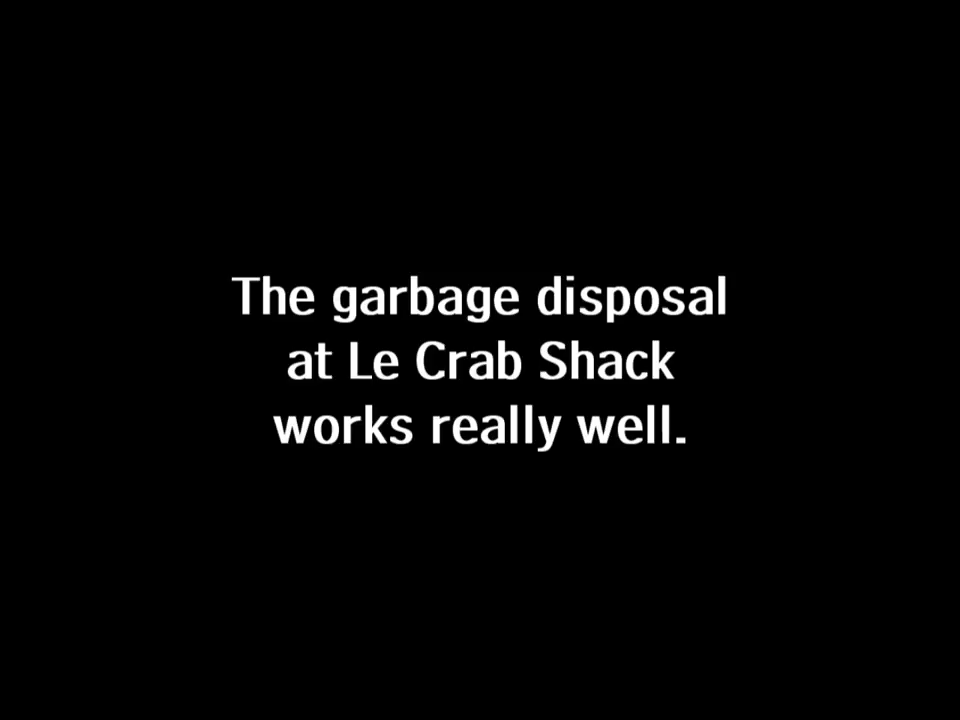 The garbage disposal
at Le Crab Shack
works really well.